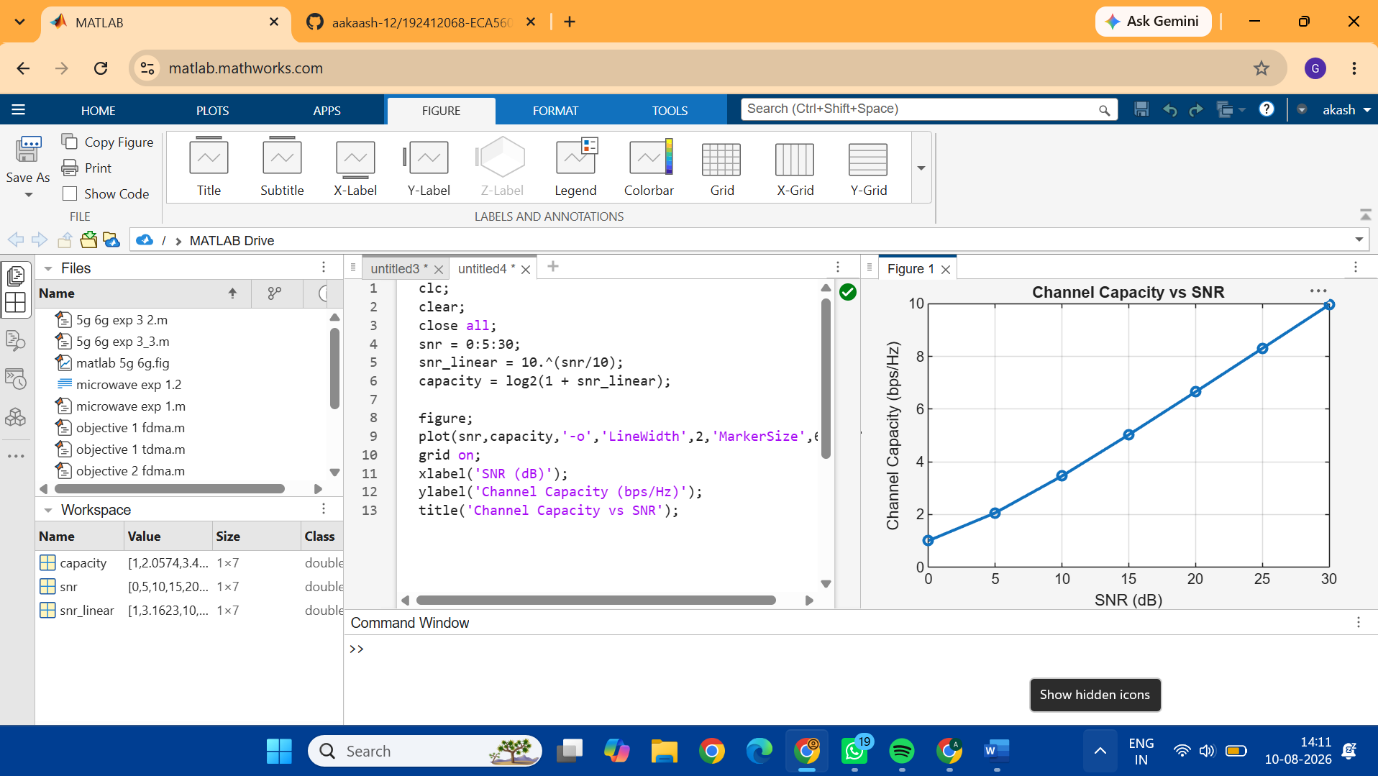 MATLAB
aakaash-12/192412068-ECA560
Ask Gemini
matlab.mathworks.com
G
HOME
PLOTS
APPS
FIGURE
FORMAT
TOOLS
Search (Ctrl+Shift+Space)
akash
Save As
Copy Figure
Print
Show Code
Title
Subtitle
X-Label
Y-Label
Z-Label
Legend
Colorbar
Grid
X-Grid
Y-Grid
FILE
LABELS AND ANNOTATIONS
/ > MATLAB Drive
Files
Name
5g 6g exp 3 2.m
5g 6g exp 3_3.m
matlab 5g 6g.fig
microwave exp 1.2
microwave exp 1.m
objective 1 fdma.m
objective 1 tdma.m
objective 2 fdma.m
Workspace
Name Value Size Class
capacity [1,2.0574,3.4... 1×7 double
snr [0,5,10,15,20... 1×7 double
snr_linear [1,3.1623,10,... 1×7 double
untitled3 *
untitled4 *
1 clc;
2 clear;
3 close all;
4 snr = 0:5:30;
5 snr_linear = 10.^(snr/10);
6 capacity = log2(1 + snr_linear);
7
8 figure;
9 plot(snr,capacity,'-o','LineWidth',2,'MarkerSize',6
10 grid on;
11 xlabel('SNR (dB)');
12 ylabel('Channel Capacity (bps/Hz)');
13 title('Channel Capacity vs SNR');
Figure 1
Channel Capacity vs SNR
Channel Capacity (bps/Hz)
10
8
6
4
2
0
0 5 10 15 20 25 30
SNR (dB)
Command Window
>>
Show hidden icons
Search
19
A
W
ENG
IN
14:11
10-08-2026